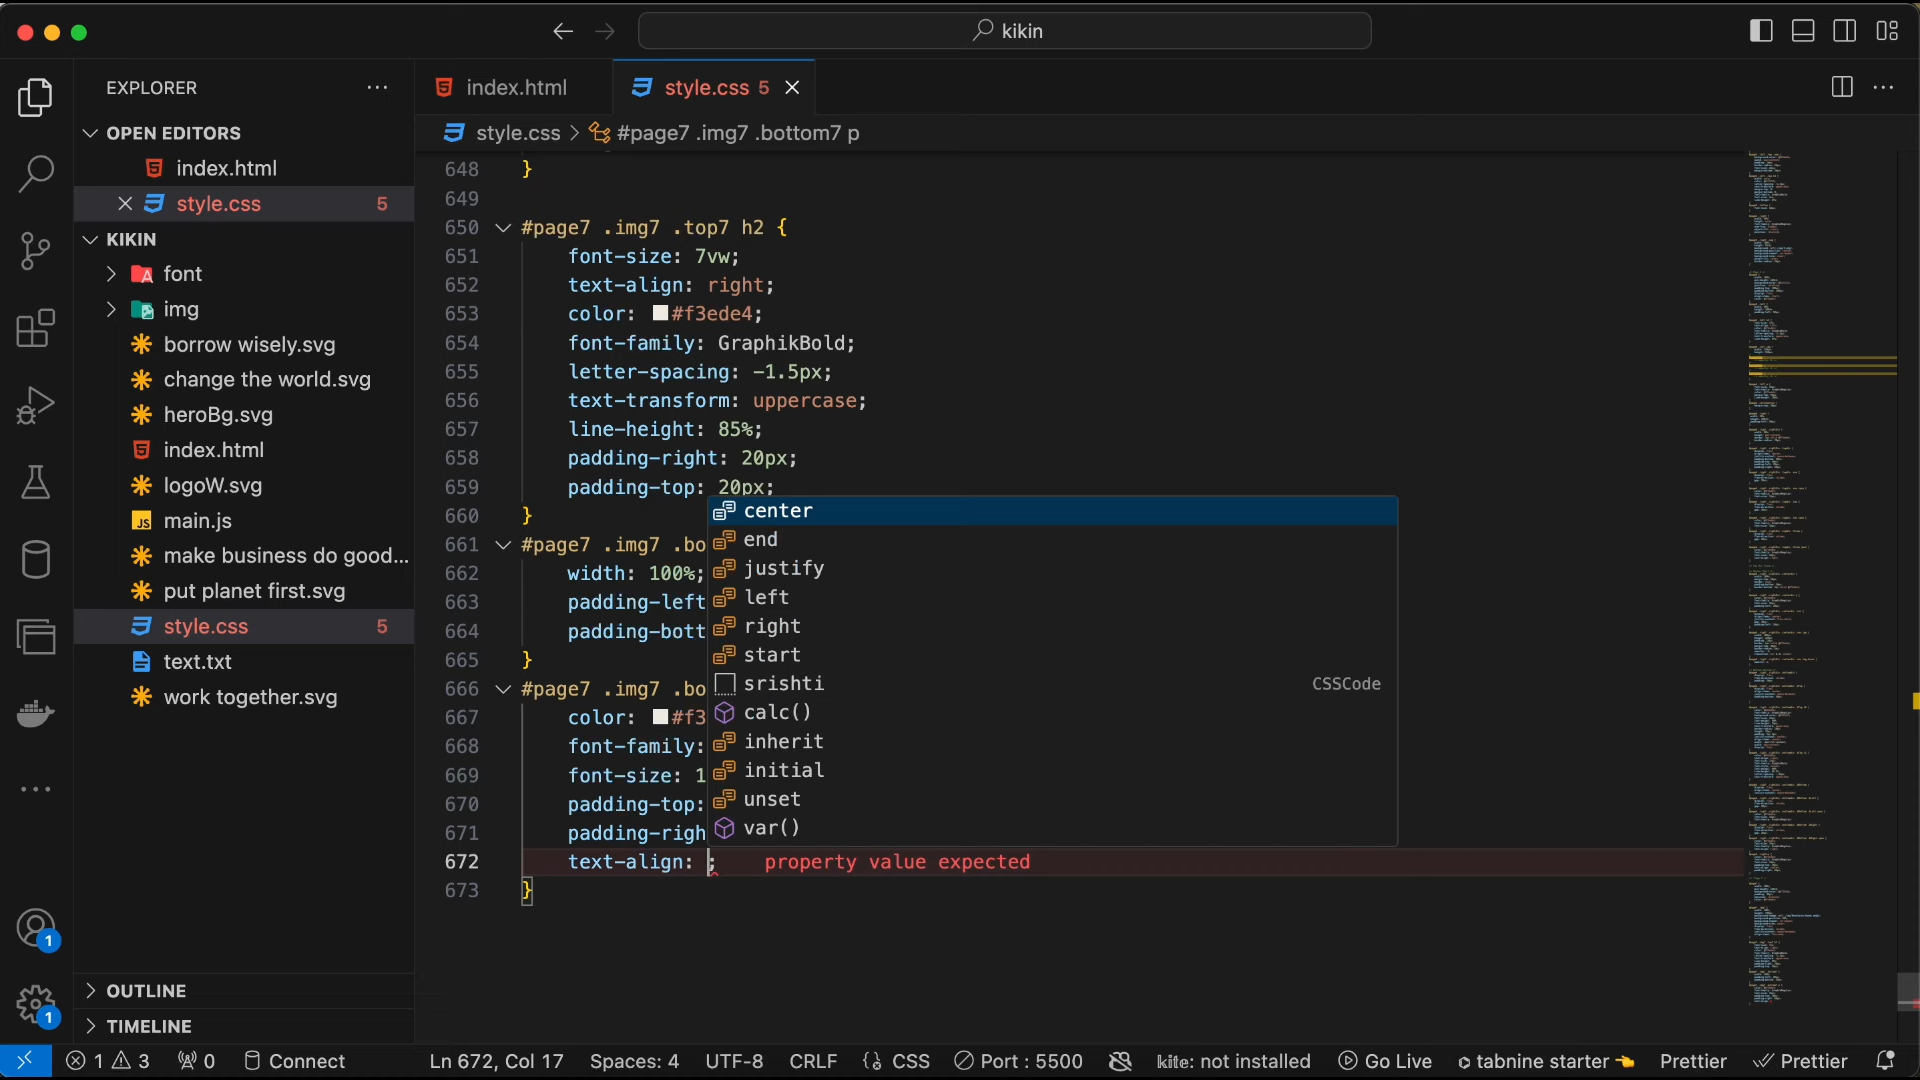 kikin
EXPLORER
OPEN EDITORS
index.html
style.css 5
KIKIN
font
img
borrow wisely.svg
change the world.svg
heroBg.svg
index.html
logoW.svg
main.js
make business do good...
put planet first.svg
style.css 5
text.txt
work together.svg
OUTLINE
TIMELINE
index.html
style.css 5
style.css > #page7 .img7 .bottom7 p
648 }
649
650 #page7 .img7 .top7 h2 {
651 font-size: 7vw;
652 text-align: right;
653 color: #f3ede4;
654 font-family: GraphikBold;
655 letter-spacing: -1.5px;
656 text-transform: uppercase;
657 line-height: 85%;
658 padding-right: 20px;
659 padding-top: 20px;
660 }
661 #page7 .img7 .bo
662 width: 100%;
663 padding-left
664 padding-bott
665 }
666 #page7 .img7 .bo
667 color: #f3
668 font-family:
669 font-size: 1
670 padding-top:
671 padding-righ
672 text-align: ; property value expected
673 }
center
end
justify
left
right
start
srishti CSSCode
calc()
inherit
initial
unset
var()
1
1
1 3 0 Connect Ln 672, Col 17 Spaces: 4 UTF-8 CRLF {} CSS Port : 5500 kite: not installed Go Live tabnine starter Prettier Prettier